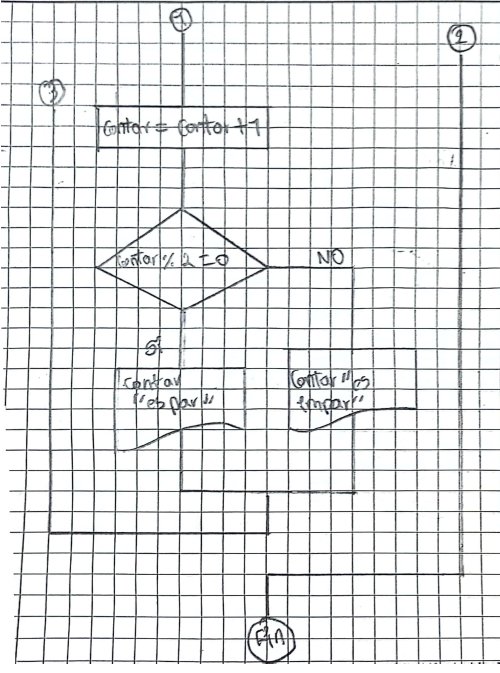 1
2
3
Contar = Contar + 1
Contar % 2 = 0
NO
SI
Contar
"es par"
Contar "es
impar"
FIN